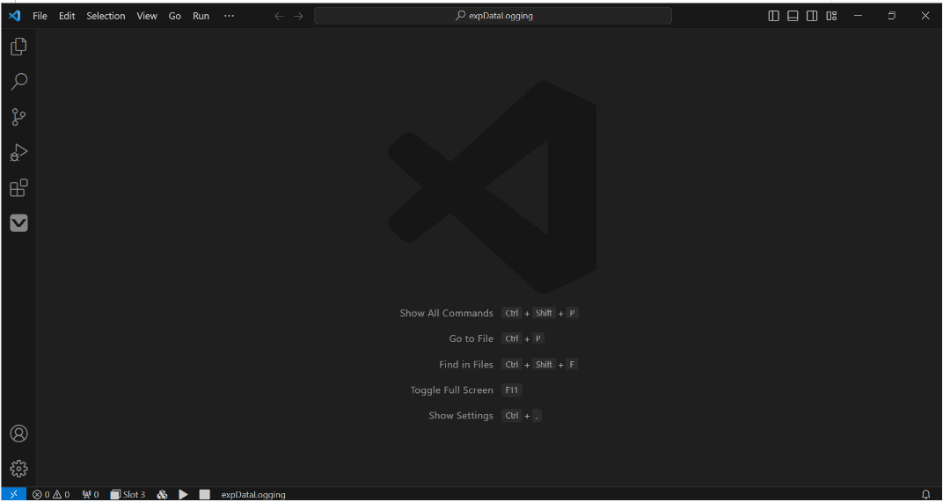 File Edit Selection View Go Run ··· ← → expDataLogging
Show All Commands Ctrl + Shift + P
Go to File Ctrl + P
Find in Files Ctrl + Shift + F
Toggle Full Screen F11
Show Settings Ctrl + ,
0 0 0 Slot 3 expDataLogging